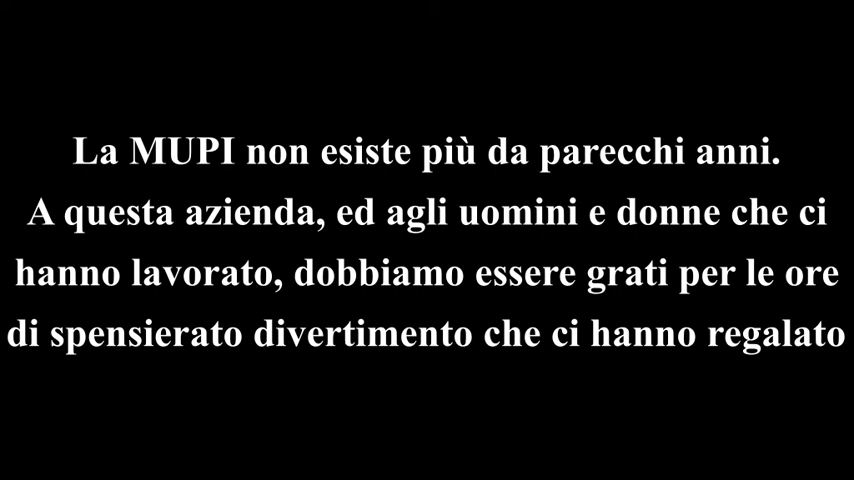 La MUPI non esiste più da parecchi anni.
A questa azienda, ed agli uomini e donne che ci
hanno lavorato, dobbiamo essere grati per le ore
di spensierato divertimento che ci hanno regalato